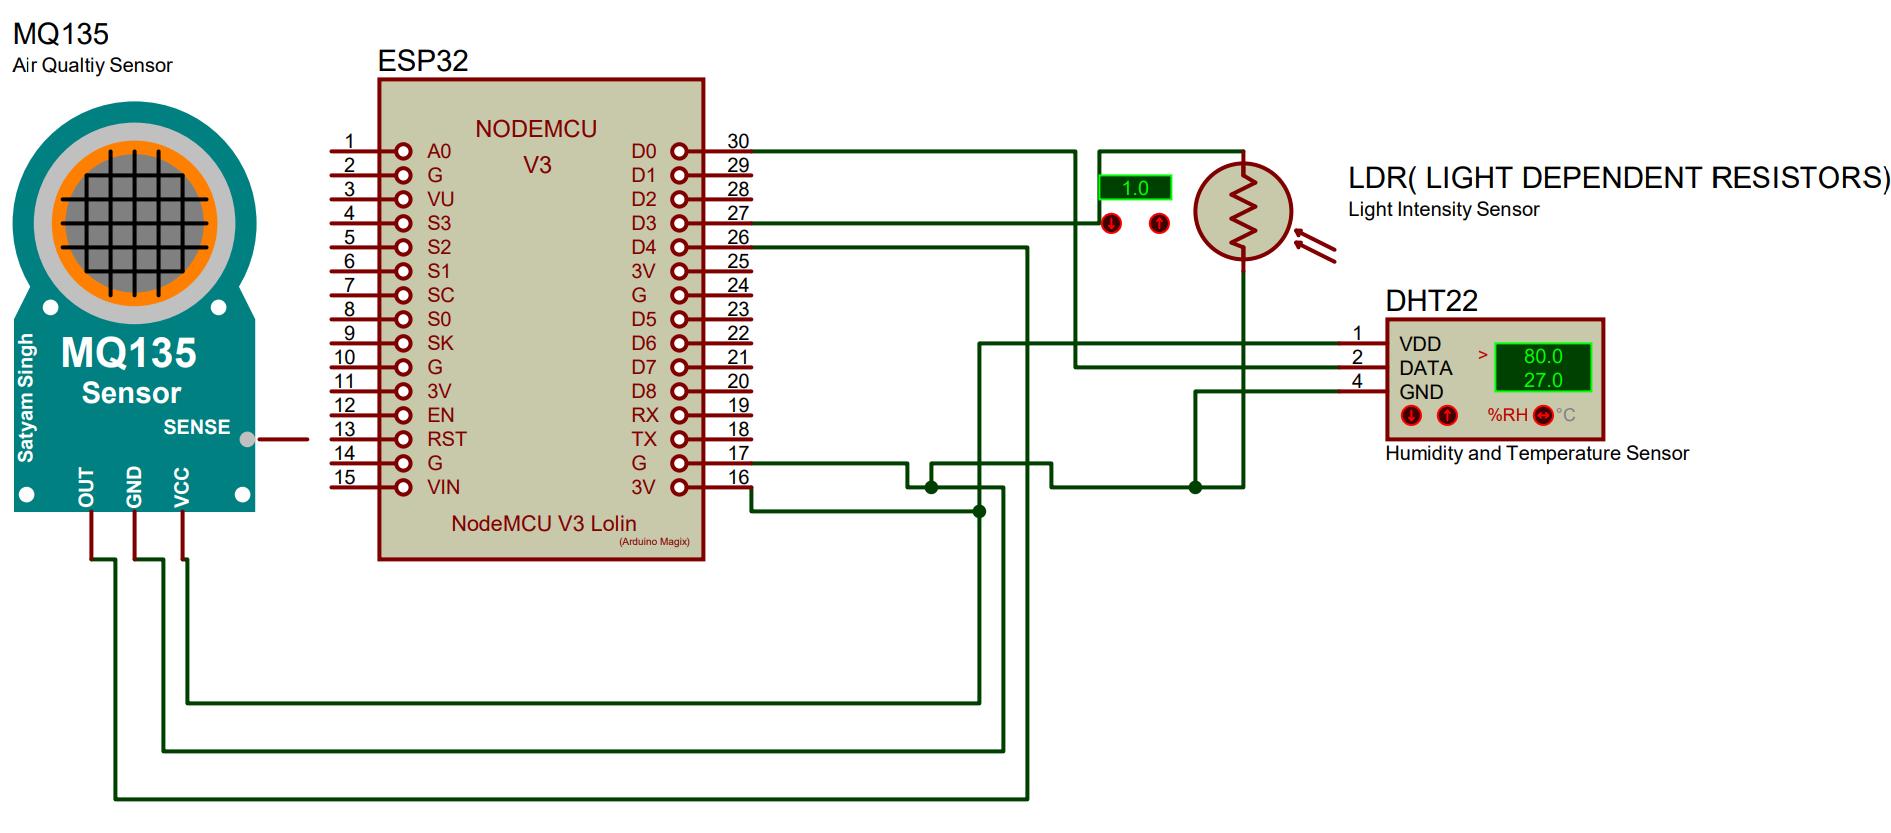 MQ135
Air Qualtiy Sensor
MQ135
Sensor
Satyam Singh
SENSE
OUT
GND
VCC
ESP32
NODEMCU
V3
1 A0
2 G
3 VU
4 S3
5 S2
6 S1
7 SC
8 S0
9 SK
10 G
11 3V
12 EN
13 RST
14 G
15 VIN
D0 30
D1 29
D2 28
D3 27
D4 26
3V 25
G 24
D5 23
D6 22
D7 21
D8 20
RX 19
TX 18
G 17
3V 16
NodeMCU V3 Lolin
(Arduino Magix)
1.0
LDR( LIGHT DEPENDENT RESISTORS)
Light Intensity Sensor
DHT22
1 VDD
2 DATA
4 GND
> 80.0
27.0
%RH °C
Humidity and Temperature Sensor